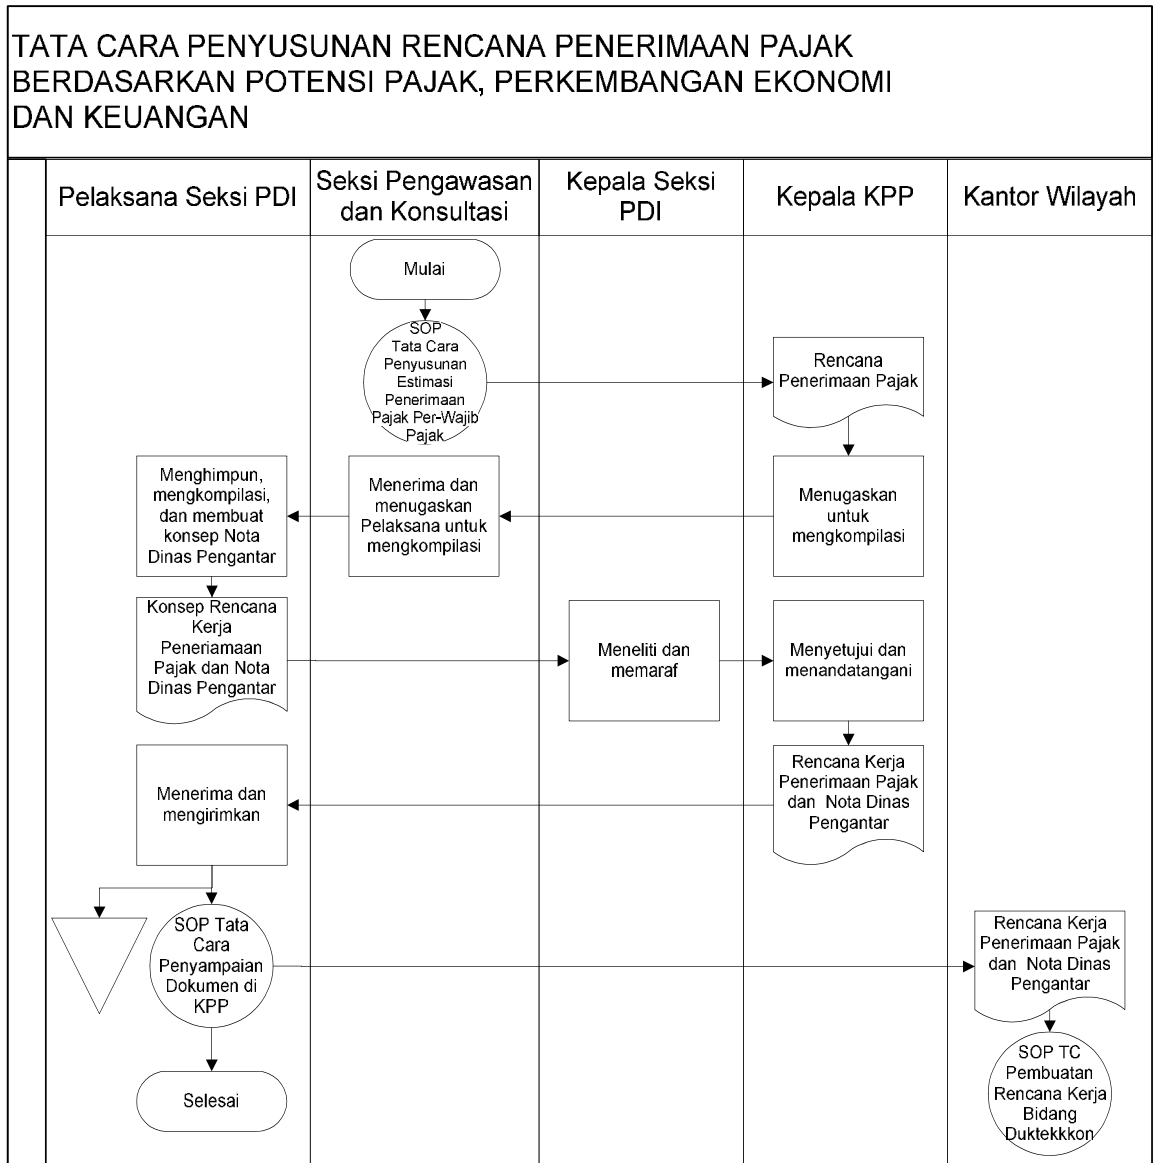 TATA CARA PENYUSUNAN RENCANA PENERIMAAN PAJAK
BERDASARKAN POTENSI PAJAK, PERKEMBANGAN EKONOMI
DAN KEUANGAN
Pelaksana Seksi PDI
Seksi Pengawasan
dan Konsultasi
Kepala Seksi
PDI
Kepala KPP
Kantor Wilayah
Mulai
SOP
Tata Cara
Penyusunan
Estimasi
Penerimaan
Pajak Per-Wajib
Pajak
Rencana
Penerimaan Pajak
Menghimpun,
mengkompilasi,
dan membuat
konsep Nota
Dinas Pengantar
Menerima dan
menugaskan
Pelaksana untuk
mengkompilasi
Menugaskan
untuk
mengkompilasi
Konsep Rencana
Kerja
Peneriamaan
Pajak dan Nota
Dinas Pengantar
Meneliti dan
memaraf
Menyetujui dan
menandatangani
Menerima dan
mengirimkan
Rencana Kerja
Penerimaan Pajak
dan Nota Dinas
Pengantar
SOP Tata
Cara
Penyampaian
Dokumen di
KPP
Rencana Kerja
Penerimaan Pajak
dan Nota Dinas
Pengantar
Selesai
SOP TC
Pembuatan
Rencana Kerja
Bidang
Duktekkkon